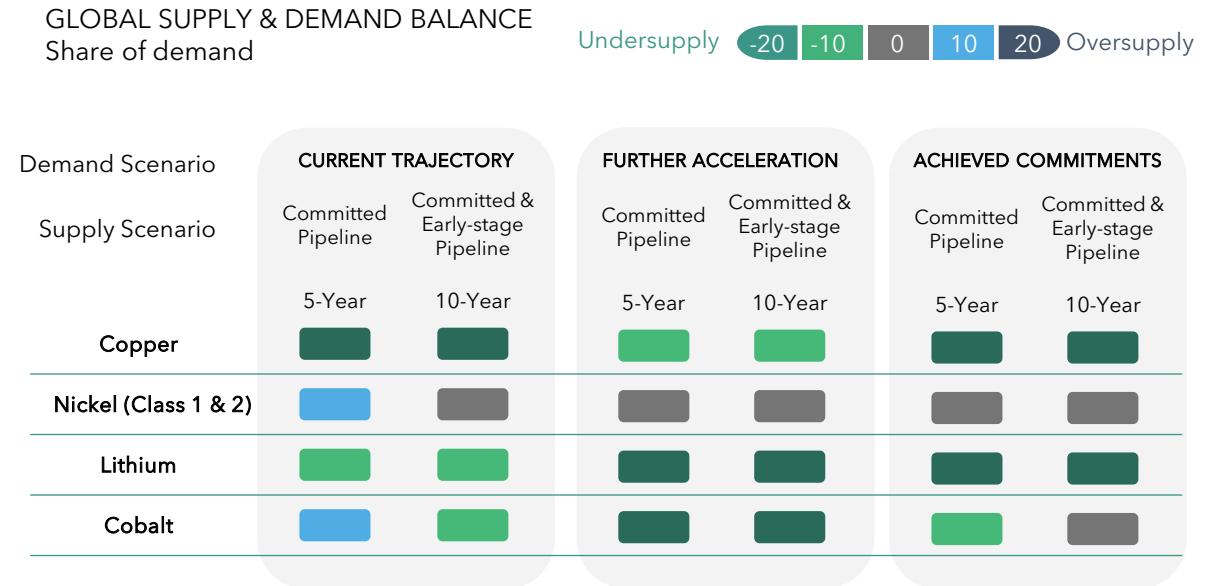 GLOBAL SUPPLY & DEMAND BALANCE
Share of demand
Undersupply -20 -10 0 10 20 Oversupply
Demand Scenario
CURRENT TRAJECTORY
FURTHER ACCELERATION
ACHIEVED COMMITMENTS
Supply Scenario
Committed
Pipeline
Committed &
Early-stage
Pipeline
Committed
Pipeline
Committed &
Early-stage
Pipeline
Committed
Pipeline
Committed &
Early-stage
Pipeline
5-Year 10-Year 5-Year 10-Year 5-Year 10-Year
Copper
Nickel (Class 1 & 2)
Lithium
Cobalt